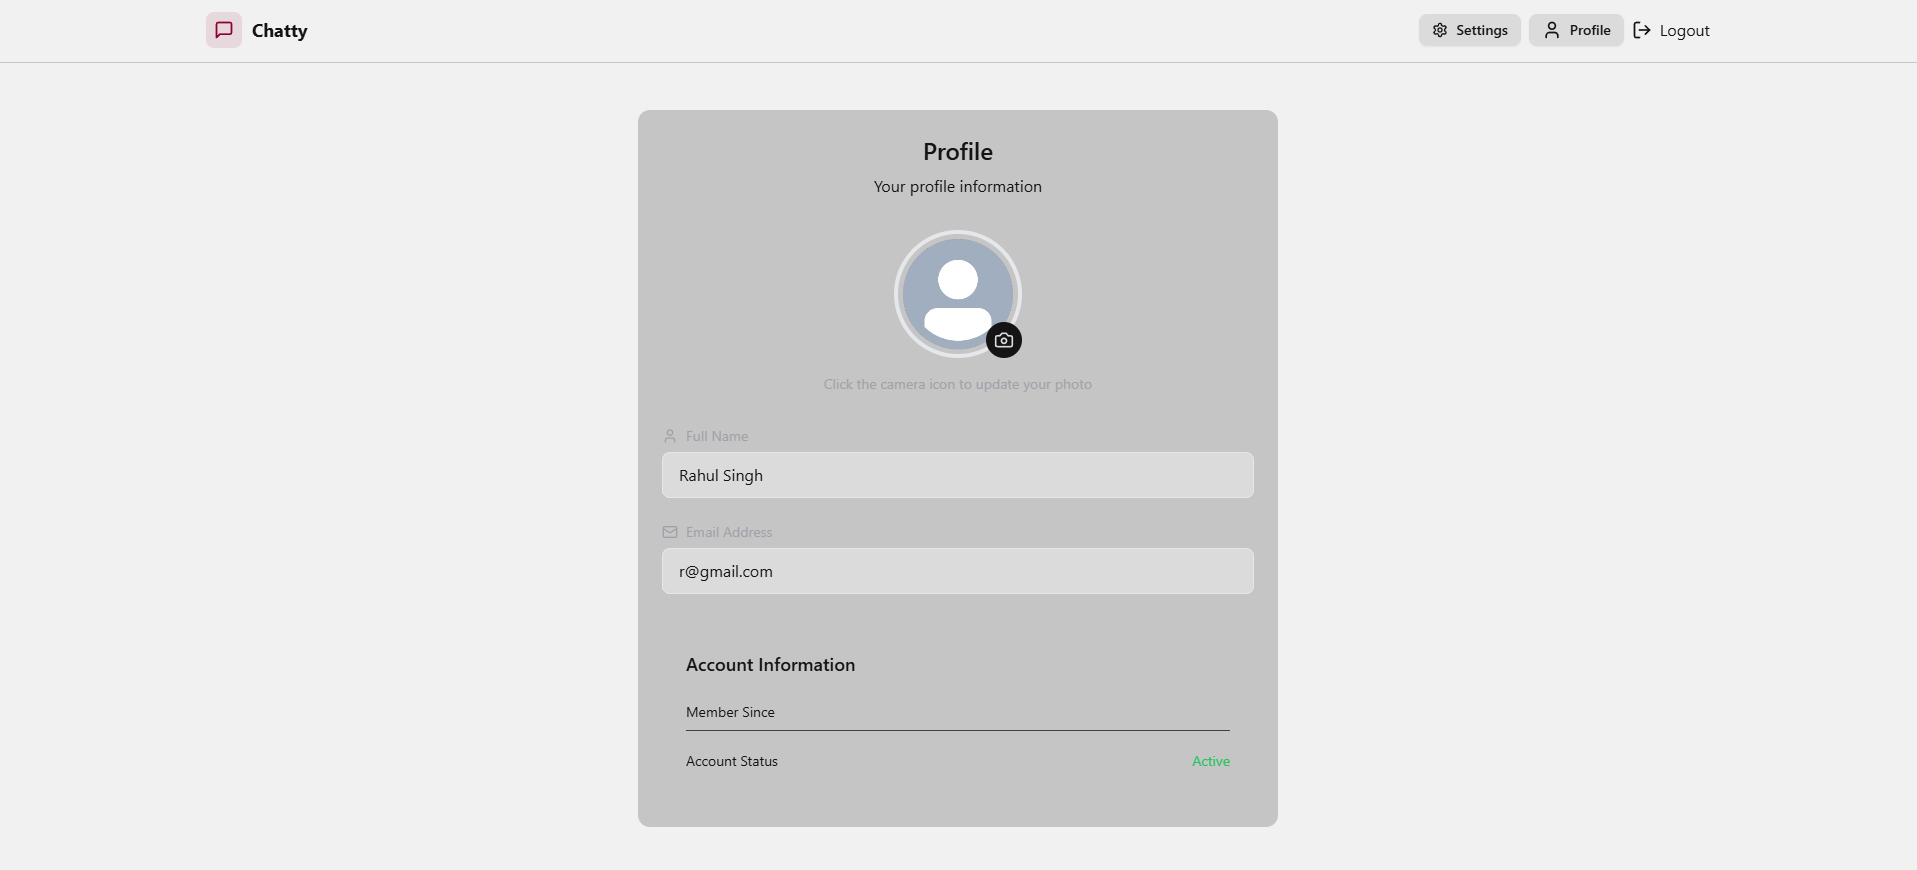 Chatty
Settings
Profile
Logout
Profile
Your profile information
Click the camera icon to update your photo
Full Name
Rahul Singh
Email Address
r@gmail.com
Account Information
Member Since
Account Status
Active